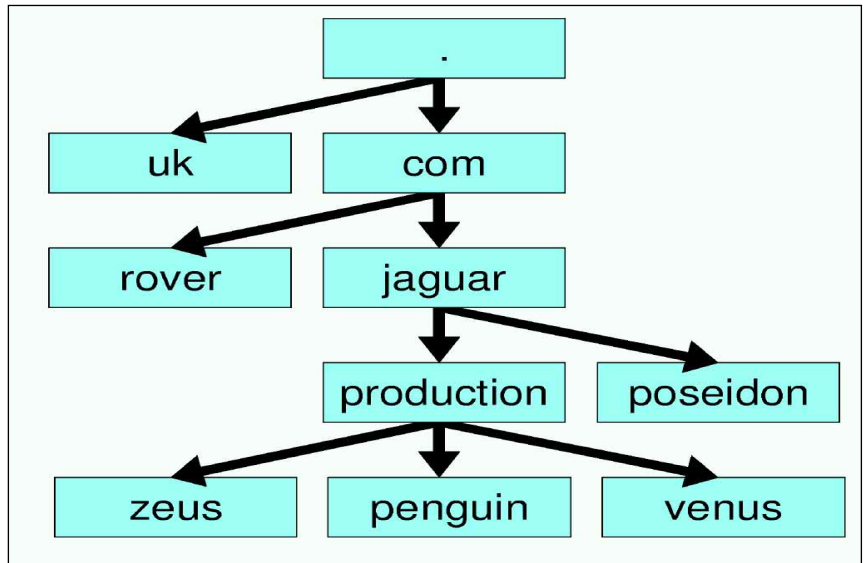 .
uk com
rover jaguar
production poseidon
zeus penguin venus